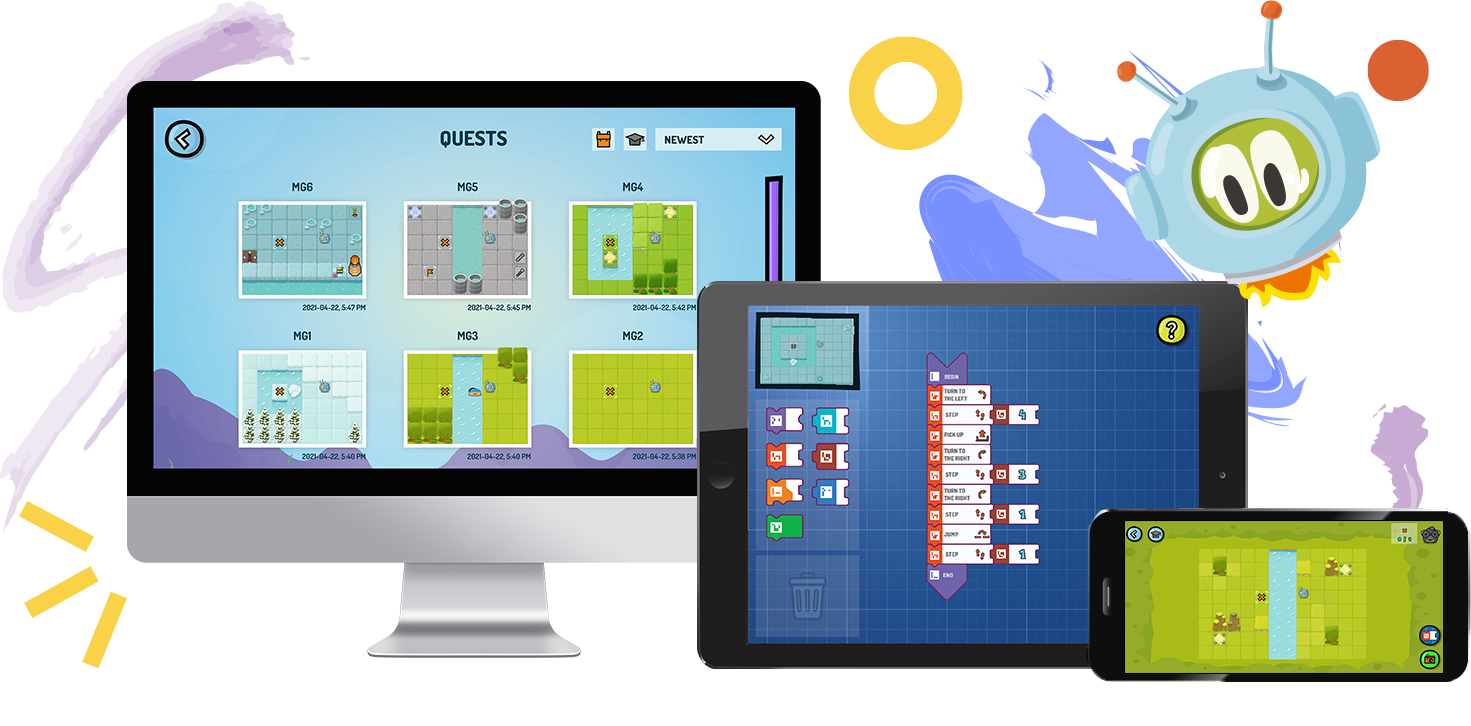 QUESTS
NEWEST
MG6
MG5
MG4
2021-04-22, 5:47 PM
2021-04-22, 5:45 PM
2021-04-22, 5:42 PM
MG1
MG3
MG2
2021-04-22, 5:40 PM
2021-04-22, 5:40 PM
2021-04-22, 5:38 PM
?
BEGIN
TURN TO
THE LEFT
STEP 4
PICK UP
TURN TO
THE RIGHT
STEP 3
TURN TO
THE RIGHT
STEP 1
JUMP
STEP 1
END